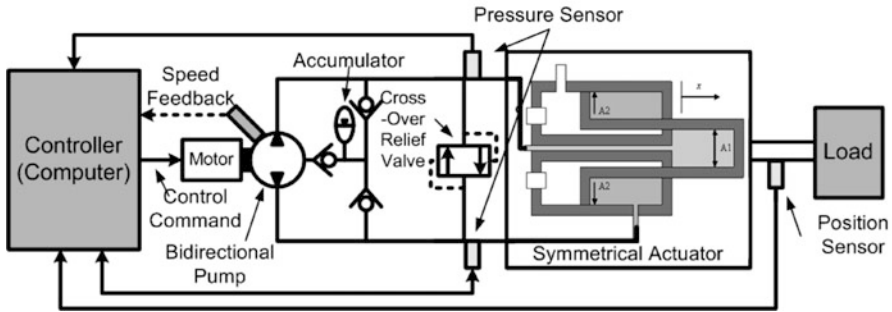 Pressure Sensor
Accumulator
Speed
Feedback
Cross
-Over
Relief
Valve
x
A2
A1
A2
Controller
(Computer)
Motor
Load
Control
Command
Bidirectional
Pump
Symmetrical Actuator
Position
Sensor